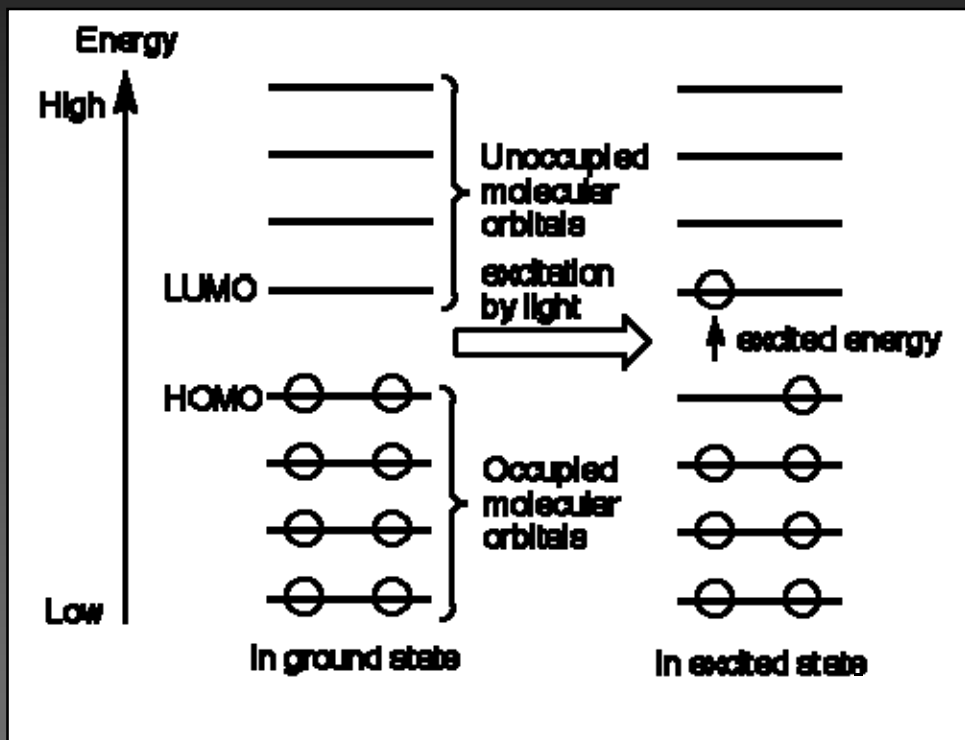 Energy
High
Unoccupied
molecular
orbitals
LUMO
excitation
by light
excited energy
HOMO
Occupied
molecular
orbitals
Low
In ground state
In excited state